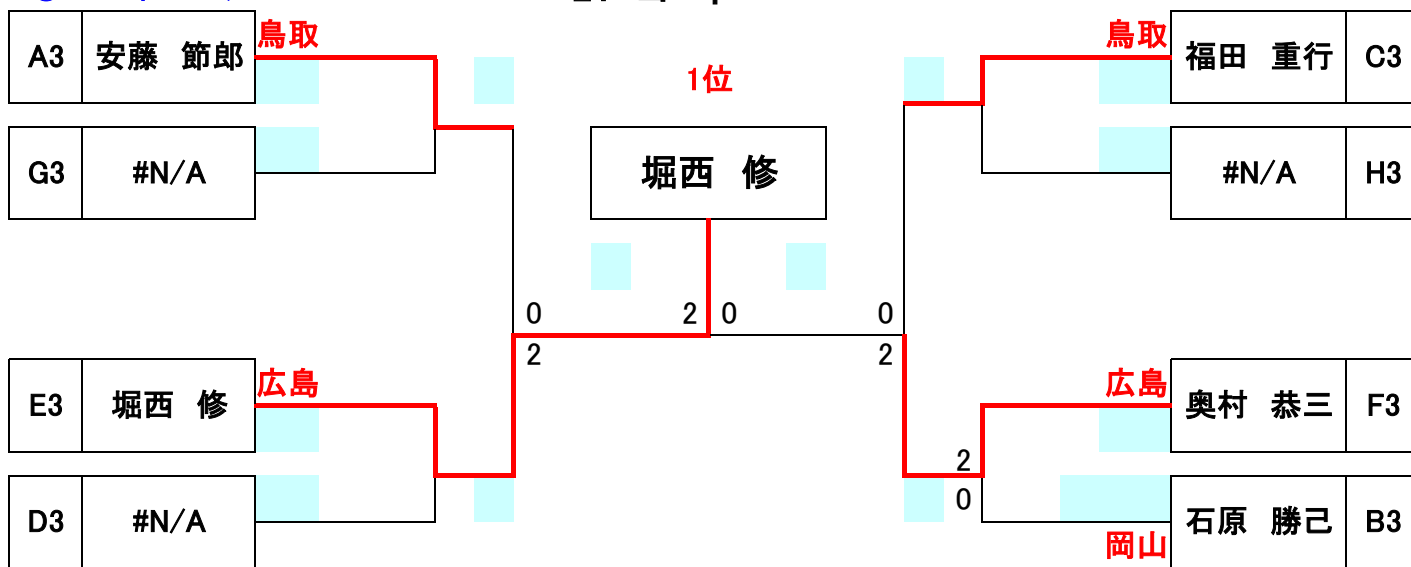 鳥取
A3 安藤 節郎
G3 #N/A
1位
堀西 修
鳥取
福田 重行 C3
#N/A H3
0 2 0 0
2 2
広島
E3 堀西 修
D3 #N/A
広島
奥村 恭三 F3
2
0
石原 勝己 B3
岡山